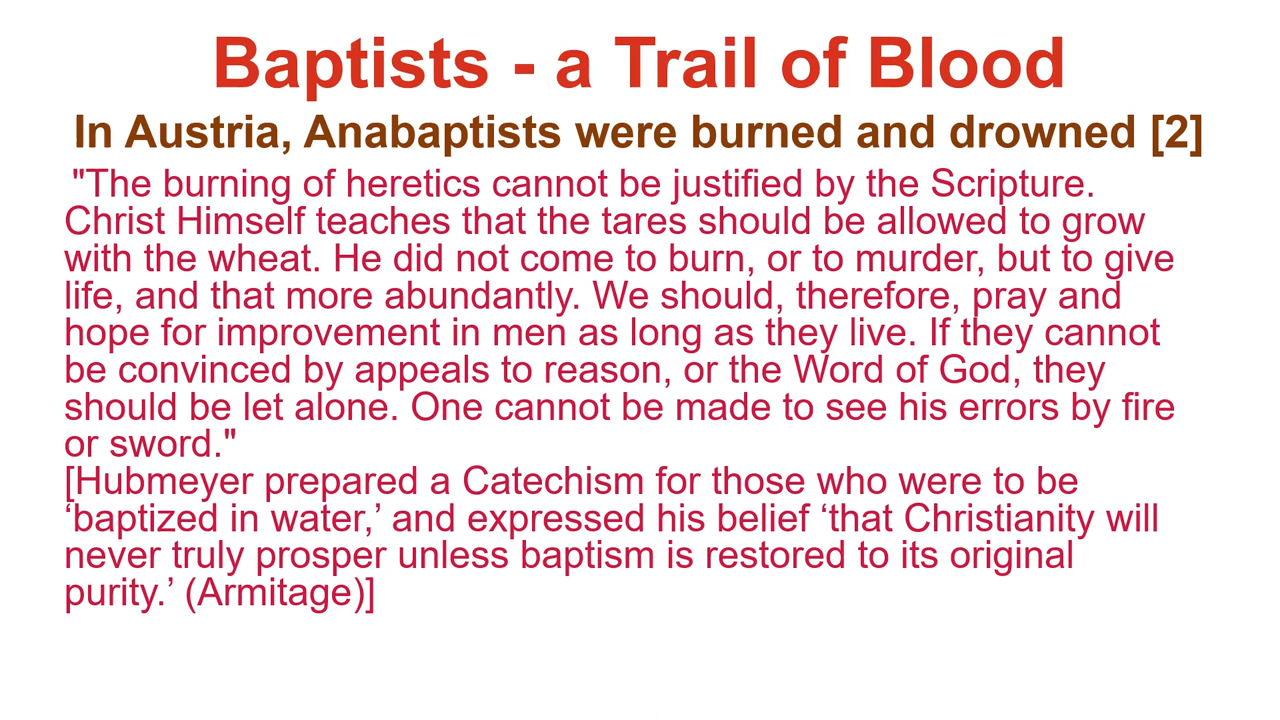 Baptists - a Trail of Blood
In Austria, Anabaptists were burned and drowned [2]
"The burning of heretics cannot be justified by the Scripture.
Christ Himself teaches that the tares should be allowed to grow
with the wheat. He did not come to burn, or to murder, but to give
life, and that more abundantly. We should, therefore, pray and
hope for improvement in men as long as they live. If they cannot
be convinced by appeals to reason, or the Word of God, they
should be let alone. One cannot be made to see his errors by fire
or sword."
[Hubmeyer prepared a Catechism for those who were to be
‘baptized in water,’ and expressed his belief ‘that Christianity will
never truly prosper unless baptism is restored to its original
purity.’ (Armitage)]